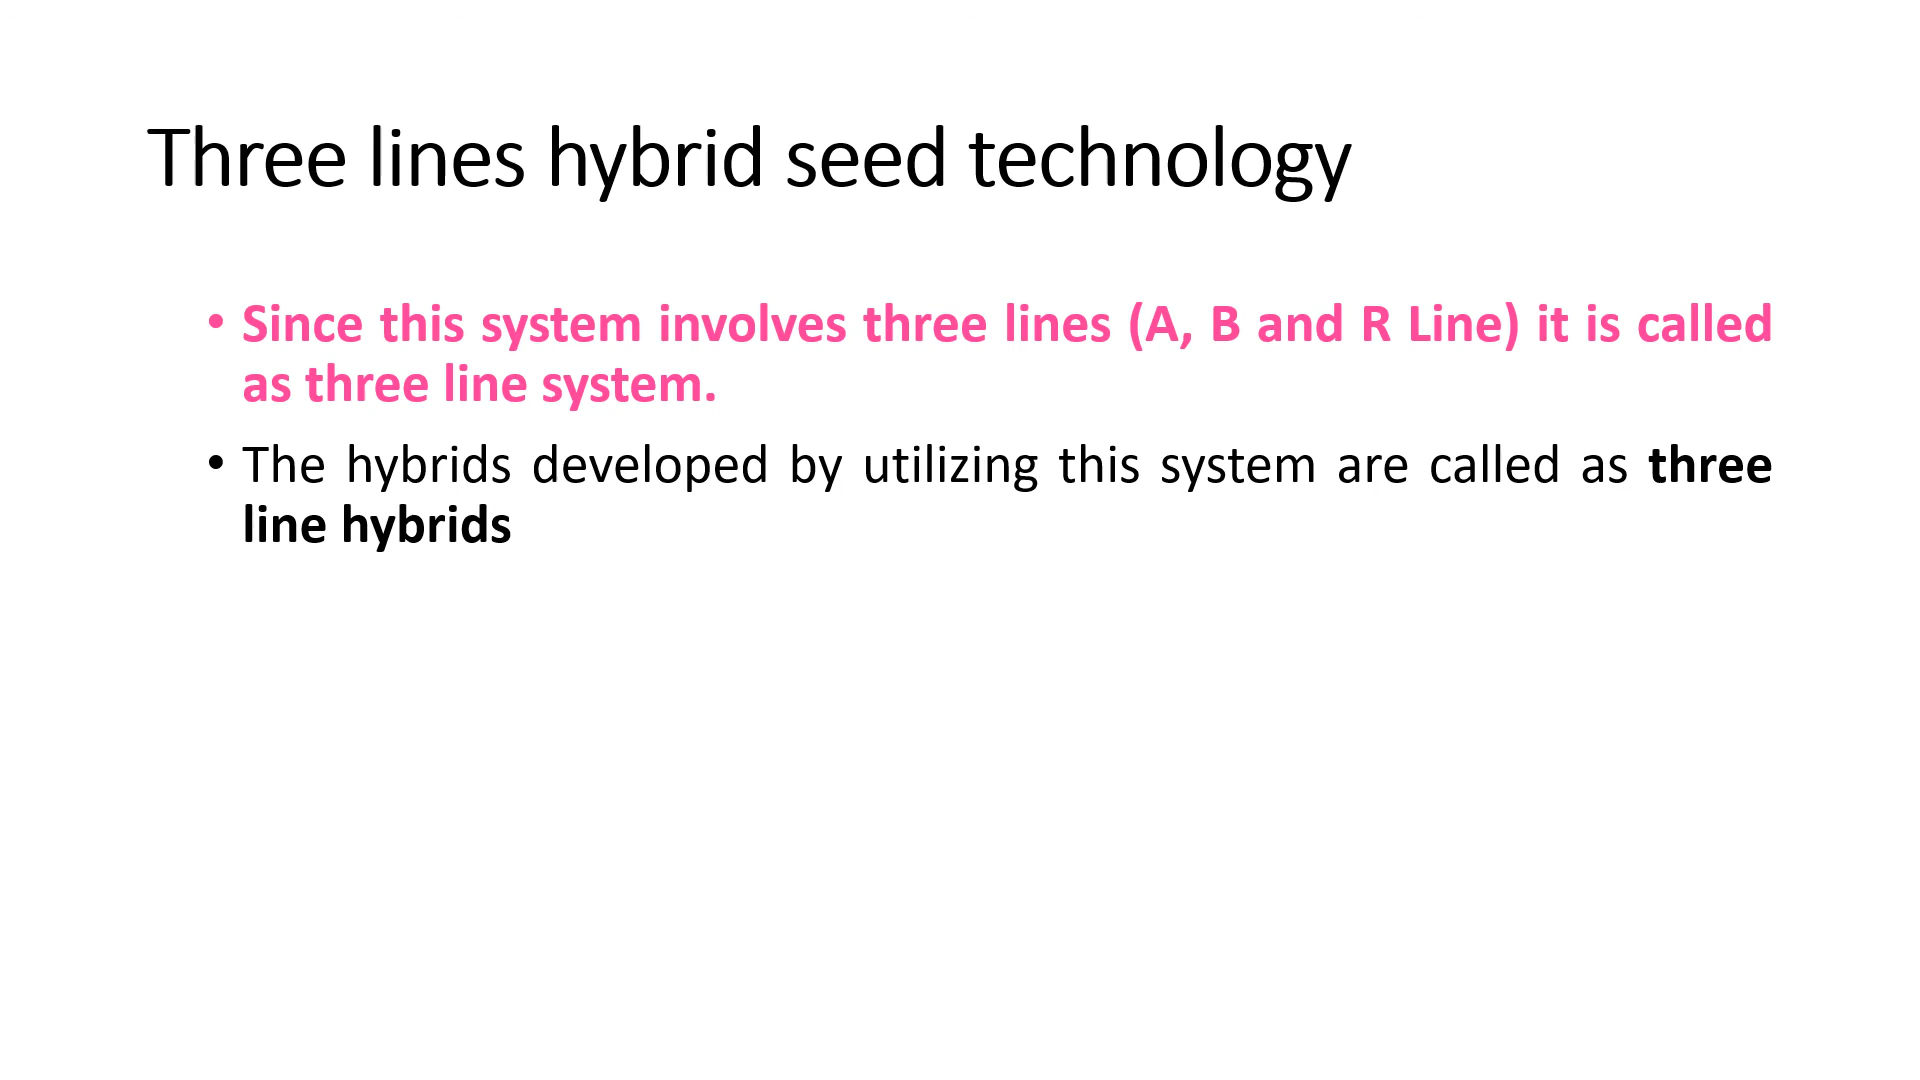 Three lines hybrid seed technology
• Since this system involves three lines (A, B and R Line) it is called
as three line system.
• The hybrids developed by utilizing this system are called as three
line hybrids